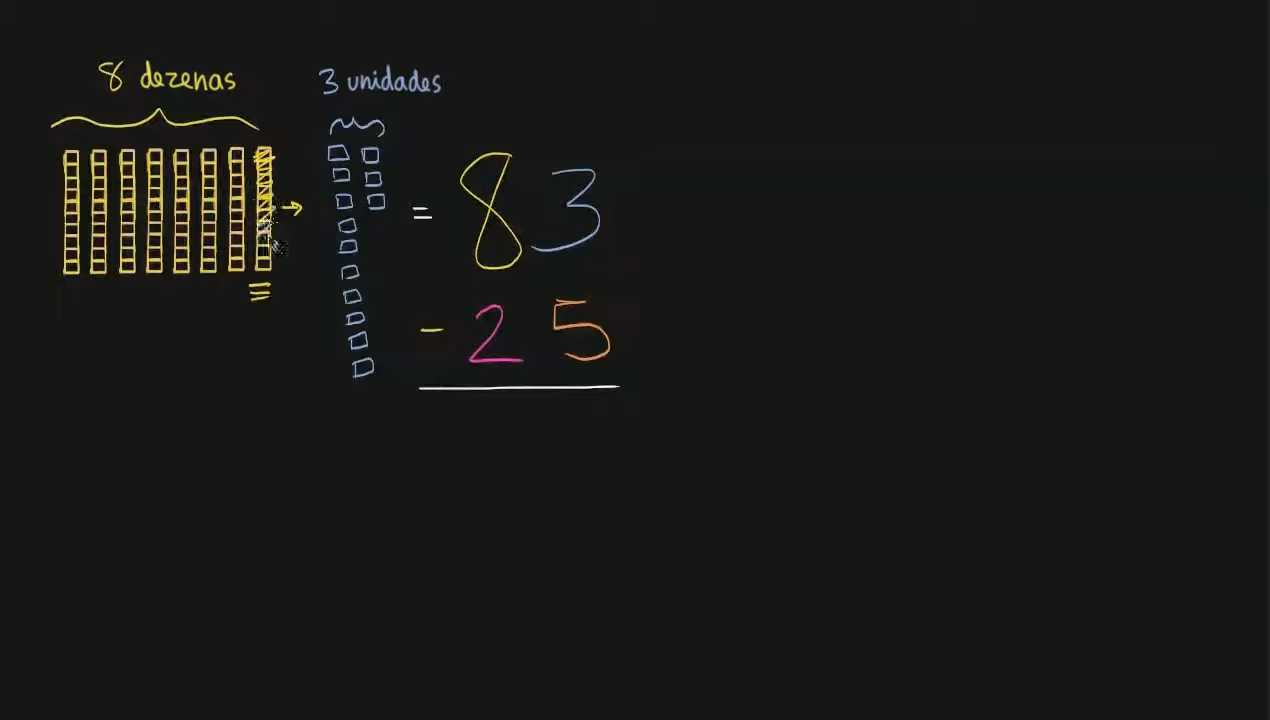 8 dezenas
3 unidades
= 83
- 25